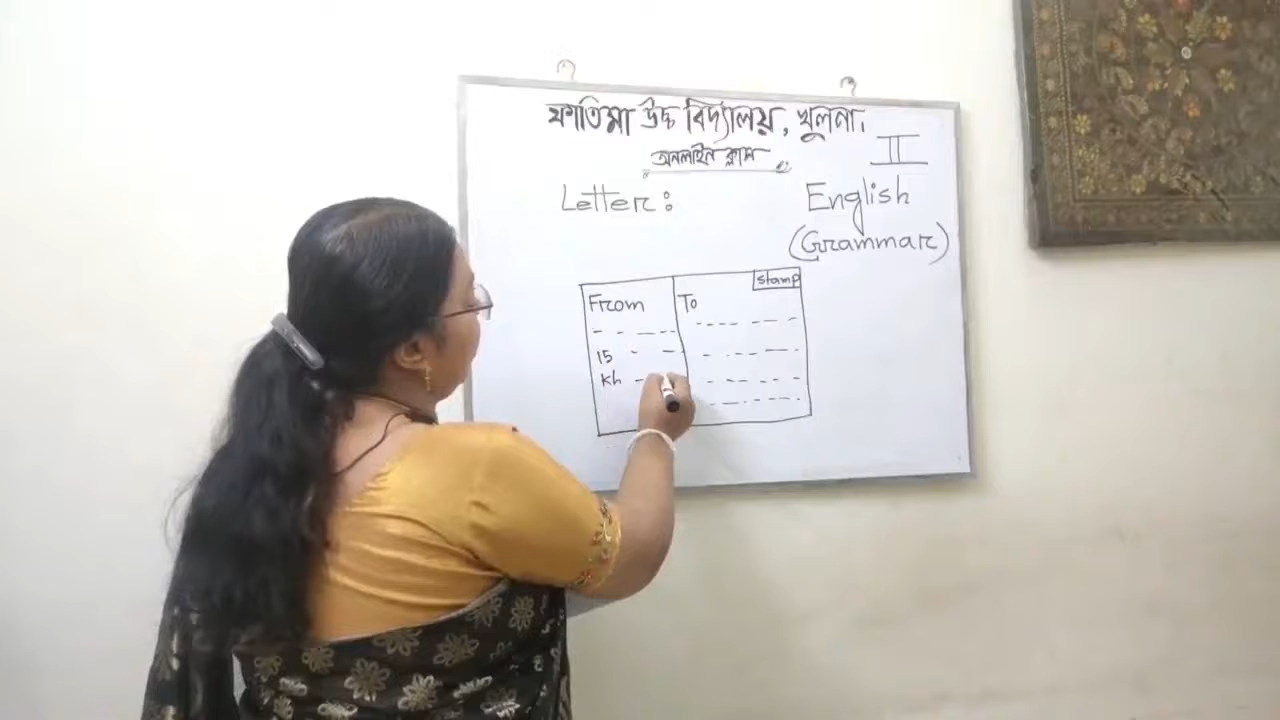 ফাতিমা উচ্চ বিদ্যালয়, খুলনা।
অনলাইন ক্লাস
II
Letter:
English
(Grammar)
stamp
From
To
15
Kh